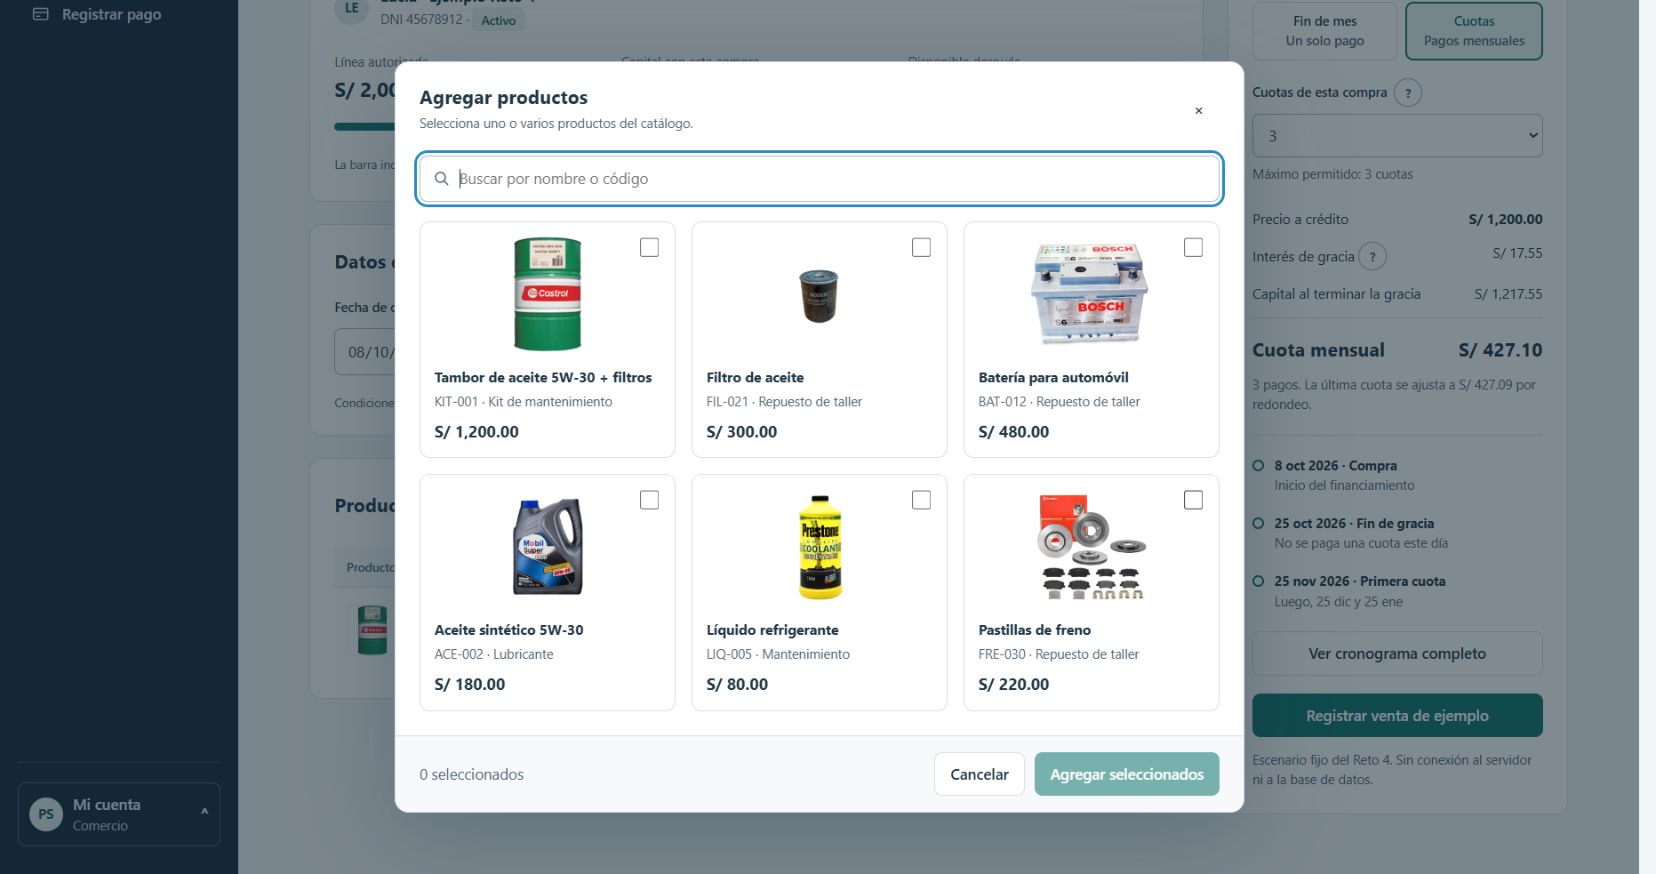 Registrar pago
LE
DNI 45678912 · Activo
Línea autorizada
S/ 2,00
La barra inc
Datos
Fecha de c
08/10/
Condicione
Produc
Producto
PS
Mi cuenta
Comercio
Agregar productos
Selecciona uno o varios productos del catálogo.
×
Buscar por nombre o código
Castrol
Tambor de aceite 5W-30 + filtros
KIT-001 · Kit de mantenimiento
S/ 1,200.00
BOSCH
Filtro de aceite
FIL-021 · Repuesto de taller
S/ 300.00
BOSCH
S6
BOSCH
S6
Batería para automóvil
BAT-012 · Repuesto de taller
S/ 480.00
Mobil
Super
Aceite sintético 5W-30
ACE-002 · Lubricante
S/ 180.00
Prestone
COOLANT
Líquido refrigerante
LIQ-005 · Mantenimiento
S/ 80.00
Pastillas de freno
FRE-030 · Repuesto de taller
S/ 220.00
0 seleccionados
Cancelar
Agregar seleccionados
Fin de mes
Un solo pago
Cuotas
Pagos mensuales
Cuotas de esta compra ?
3
Máximo permitido: 3 cuotas
Precio a crédito S/ 1,200.00
Interés de gracia ? S/ 17.55
Capital al terminar la gracia S/ 1,217.55
Cuota mensual S/ 427.10
3 pagos. La última cuota se ajusta a S/ 427.09 por
redondeo.
8 oct 2026 · Compra
Inicio del financiamiento
25 oct 2026 · Fin de gracia
No se paga una cuota este día
25 nov 2026 · Primera cuota
Luego, 25 dic y 25 ene
Ver cronograma completo
Registrar venta de ejemplo
Escenario fijo del Reto 4. Sin conexión al servidor
ni a la base de datos.